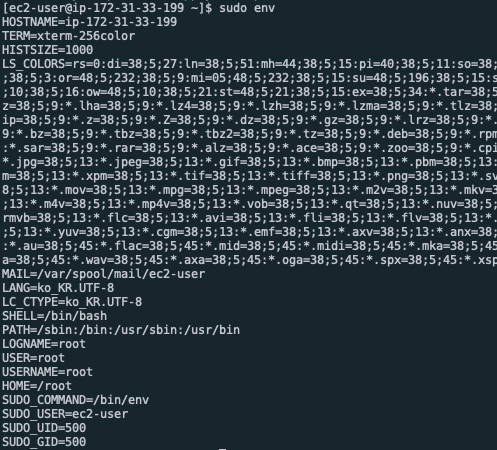 [ec2-user@ip-172-31-33-199 ~]$ sudo env
HOSTNAME=ip-172-31-33-199
TERM=xterm-256color
HISTSIZE=1000
LS_COLORS=rs=0:di=38;5;27:ln=38;5;51:mh=44;38;5;15:pi=40;38;5;11:so=38;
;38;5;3:or=48;5;232;38;5;9:mi=05;48;5;232;38;5;15:su=48;5;196;38;5;15:s
;10;38;5;16:ow=48;5;10;38;5;21:st=48;5;21;38;5;15:ex=38;5;34:*.tar=38;5
z=38;5;9:*.lha=38;5;9:*.lz4=38;5;9:*.lzh=38;5;9:*.lzma=38;5;9:*.tlz=38;
ip=38;5;9:*.z=38;5;9:*.Z=38;5;9:*.dz=38;5;9:*.gz=38;5;9:*.lrz=38;5;9:*.
9:*.bz=38;5;9:*.tbz=38;5;9:*.tbz2=38;5;9:*.tz=38;5;9:*.deb=38;5;9:*.rpm
:*.sar=38;5;9:*.rar=38;5;9:*.alz=38;5;9:*.ace=38;5;9:*.zoo=38;5;9:*.cpi
*.jpg=38;5;13:*.jpeg=38;5;13:*.gif=38;5;13:*.bmp=38;5;13:*.pbm=38;5;13:
m=38;5;13:*.xpm=38;5;13:*.tif=38;5;13:*.tiff=38;5;13:*.png=38;5;13:*.sv
8;5;13:*.mov=38;5;13:*.mpg=38;5;13:*.mpeg=38;5;13:*.m2v=38;5;13:*.mkv=3
;13:*.m4v=38;5;13:*.mp4v=38;5;13:*.vob=38;5;13:*.qt=38;5;13:*.nuv=38;5;
rmvb=38;5;13:*.flc=38;5;13:*.avi=38;5;13:*.fli=38;5;13:*.flv=38;5;13:*.
;5;13:*.yuv=38;5;13:*.cgm=38;5;13:*.emf=38;5;13:*.axv=38;5;13:*.anx=38;
:*.au=38;5;45:*.flac=38;5;45:*.mid=38;5;45:*.midi=38;5;45:*.mka=38;5;45
a=38;5;45:*.wav=38;5;45:*.axa=38;5;45:*.oga=38;5;45:*.spx=38;5;45:*.xsp
MAIL=/var/spool/mail/ec2-user
LANG=ko_KR.UTF-8
LC_CTYPE=ko_KR.UTF-8
SHELL=/bin/bash
PATH=/sbin:/bin:/usr/sbin:/usr/bin
LOGNAME=root
USER=root
USERNAME=root
HOME=/root
SUDO_COMMAND=/bin/env
SUDO_USER=ec2-user
SUDO_UID=500
SUDO_GID=500